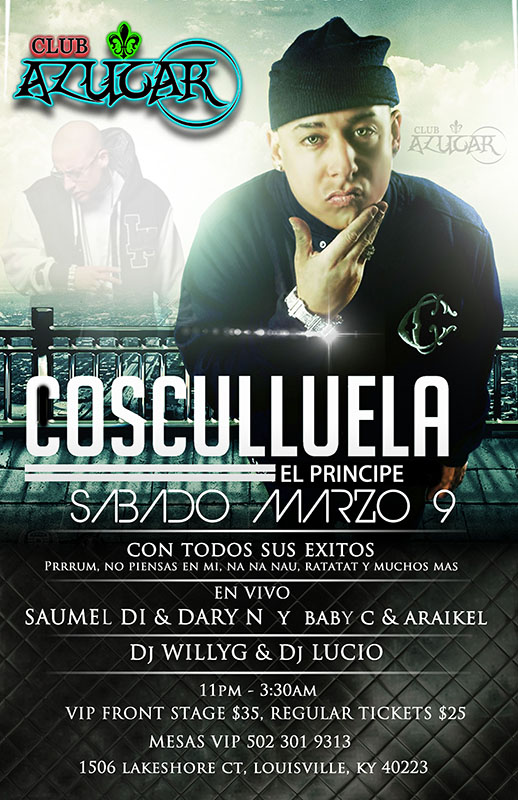 CLUB
AZUCAR
CLUB
AZUCAR
COSCULLUELA
EL PRINCIPE
SABADO MARZO 9
CON TODOS SUS EXITOS
PRRRUM, NO PIENSAS EN MI, NA NA NAU, RATATAT Y MUCHOS MAS
EN VIVO
SAUMEL DI & DARY N Y BABY C & ARAIKEL
DJ WILLYG & DJ LUCIO
11PM - 3:30AM
VIP FRONT STAGE $35, REGULAR TICKETS $25
MESAS VIP 502 301 9313
1506 LAKESHORE CT, LOUISVILLE, KY 40223